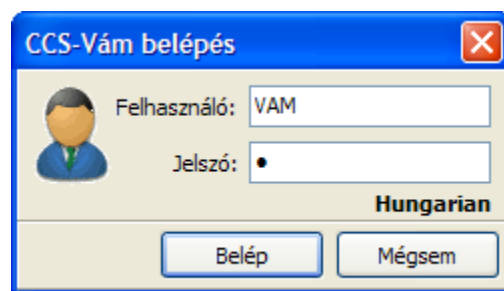 CCS-Vám belépés
Felhasználó: VAM
Jelszó: •
Hungarian
Belép Mégsem